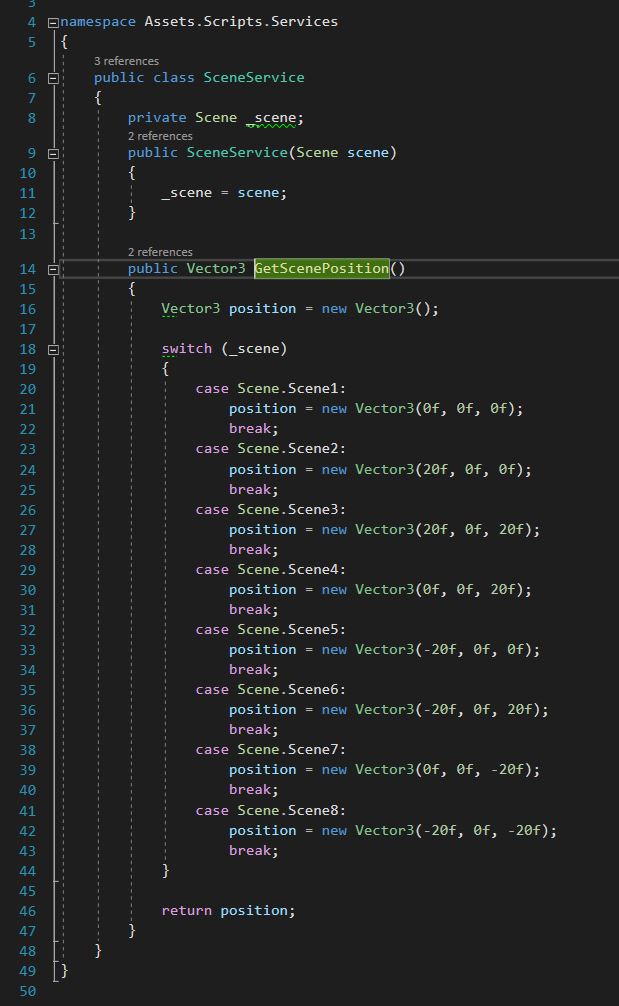 3
4 namespace Assets.Scripts.Services
5 {
3 references
6 public class SceneService
7 {
8 private Scene _scene;
2 references
9 public SceneService(Scene scene)
10 {
11 _scene = scene;
12 }
13
2 references
14 public Vector3 GetScenePosition()
15 {
16 Vector3 position = new Vector3();
17
18 switch (_scene)
19 {
20 case Scene.Scene1:
21 position = new Vector3(0f, 0f, 0f);
22 break;
23 case Scene.Scene2:
24 position = new Vector3(20f, 0f, 0f);
25 break;
26 case Scene.Scene3:
27 position = new Vector3(20f, 0f, 20f);
28 break;
29 case Scene.Scene4:
30 position = new Vector3(0f, 0f, 20f);
31 break;
32 case Scene.Scene5:
33 position = new Vector3(-20f, 0f, 0f);
34 break;
35 case Scene.Scene6:
36 position = new Vector3(-20f, 0f, 20f);
37 break;
38 case Scene.Scene7:
39 position = new Vector3(0f, 0f, -20f);
40 break;
41 case Scene.Scene8:
42 position = new Vector3(-20f, 0f, -20f);
43 break;
44 }
45
46 return position;
47 }
48 }
49 }
50